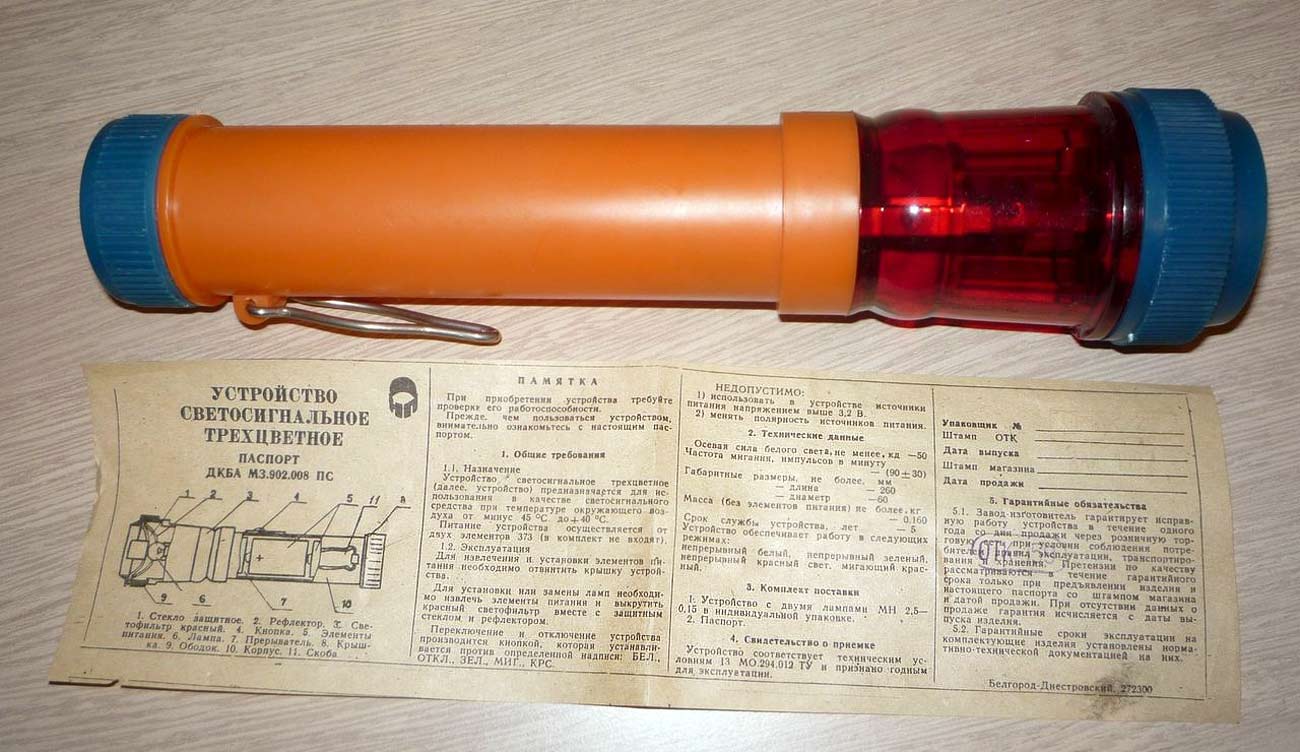 УСТРОЙСТВО
СВЕТОСИГНАЛЬНОЕ
ТРЕХЦВЕТНОЕ
ПАСПОРТ
ДКБА М3.902.008 ПС
1 2 3 4 5 11 8
+
9 6 7 10
1. Стекло защитное. 2. Рефлектор. 3. Све-
тофильтр красный. 4. Кнопка. 5. Элементы
питания. 6. Лампа. 7. Прерыватель. 8. Крыш-
ка. 9. Ободок. 10. Корпус. 11. Скоба
ПАМЯТКА
При приобретении устройства требуйте
проверке его работоспособности.
Прежде, чем пользоваться устройством,
внимательно ознакомьтесь с настоящим пас-
портом.
1. Общие требования
1.1. Назначение
Устройство светосигнальное трехцветное
(далее, устройство) предназначается для ис-
пользования в качестве светосигнального
средства при температуре окружающего воз-
духа от минус 45 °С до+40 °С.
Питание устройства осуществляется от
двух элементов 373 (в комплект не входят).
1.2. Эксплуатация
Для извлечения и установки элементов пи-
тания необходимо отвинтить крышку устрой-
ства.
Для установки или замены ламп необходи-
мо извлечь элементы питания и выкрутить
красный светофильтр вместе с защитным
стеклом и рефлектором.
Переключение и отключение устройства
производится кнопкой, которая устанавли-
вается против определенной надписи: БЕЛ.,
ОТКЛ., ЗЕЛ., МИГ., КРС.
НЕДОПУСТИМО:
1) использовать в устройстве источники
питания напряжением выше 3,2 В.
2) менять полярность источников питания.
2. Технические данные
Осевая сила белого света, не менее, кд —50
Частота мигания, импульсов в минуту
— (90±30)
Габаритные размеры, не более, мм
— длина —260
— диаметр —60
Масса (без элементов питания) не более, кг
— 0,160
Срок службы устройства, лет — 5
Устройство обеспечивает работу в следующих
режимах:
непрерывный белый, непрерывный зеленый,
непрерывный красный свет, мигающий крас-
ный.
3. Комплект поставки
1. Устройство с двумя лампами МН 2,5—
0,15 в индивидуальной упаковке.
2. Паспорт.
4. Свидетельство о приемке
Устройство соответствует техническим ус-
ловиям 13 МО.294.012 ТУ и признано годным
для эксплуатации.
Упаковщик №
Штамп ОТК
Дата выпуска
Штамп магазина
Дата продажи
5. Гарантийные обязательства
5.1. Завод-изготовитель гарантирует исправ-
ную работу устройства в течение одного
года со дня продажи через розничную тор-
говую сеть при условии соблюдения потре-
бителем правил эксплуатации, транспортиро-
вания и хранения. Претензии по качеству
рассматриваются в течение гарантийного
срока только при предъявлении изделия и
настоящего паспорта со штампом магазина
и датой продажи. При отсутствии данных о
продаже гарантия исчисляется с даты вы-
пуска изделия.
5.2. Гарантийные сроки эксплуатации на
комплектующие изделия установлены норма-
тивно-технической документацией на них.
Белгород-Днестровский, 272300